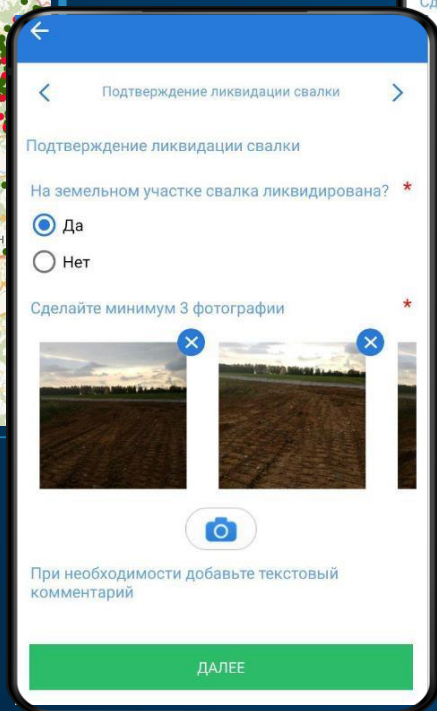 Подтверждение ликвидации свалки
Подтверждение ликвидации свалки
На земельном участке свалка ликвидирована? *
Да
Нет
Сделайте минимум 3 фотографии *
При необходимости добавьте текстовый
комментарий
ДАЛЕЕ